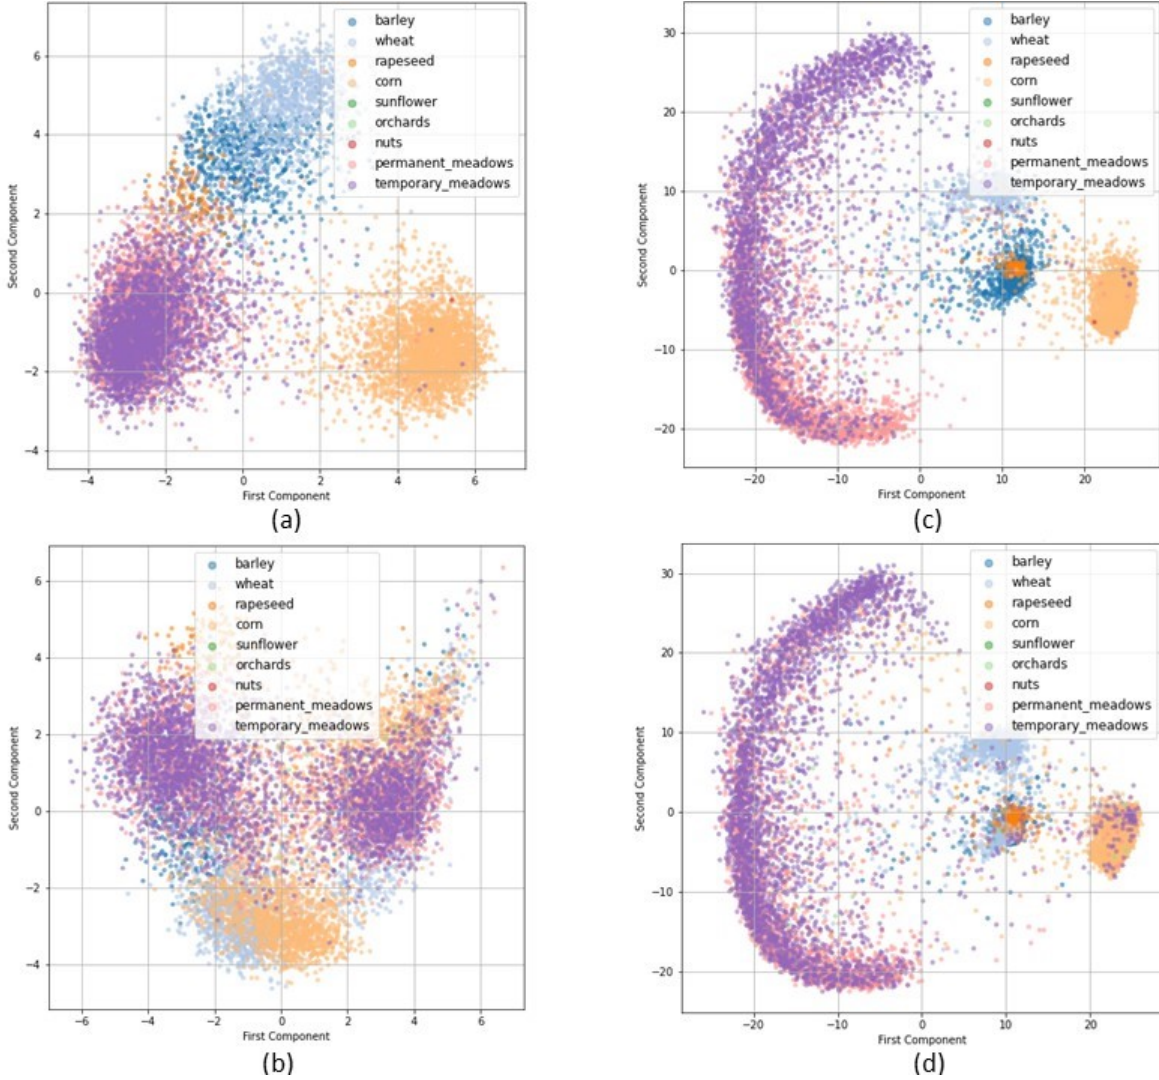 barley
wheat
rapeseed
corn
sunflower
orchards
nuts
permanent_meadows
temporary_meadows
6
4
2
0
−2
−4
Second Component
−4 −2 0 2 4 6
First Component
(a)
barley
wheat
rapeseed
corn
sunflower
orchards
nuts
permanent_meadows
temporary_meadows
30
20
10
0
−10
−20
Second Component
−20 −10 0 10 20
First Component
(c)
barley
wheat
rapeseed
corn
sunflower
orchards
nuts
permanent_meadows
temporary_meadows
6
4
2
0
−2
−4
Second Component
−6 −4 −2 0 2 4 6
First Component
(b)
barley
wheat
rapeseed
corn
sunflower
orchards
nuts
permanent_meadows
temporary_meadows
30
20
10
0
−10
−20
Second Component
−20 −10 0 10 20
First Component
(d)